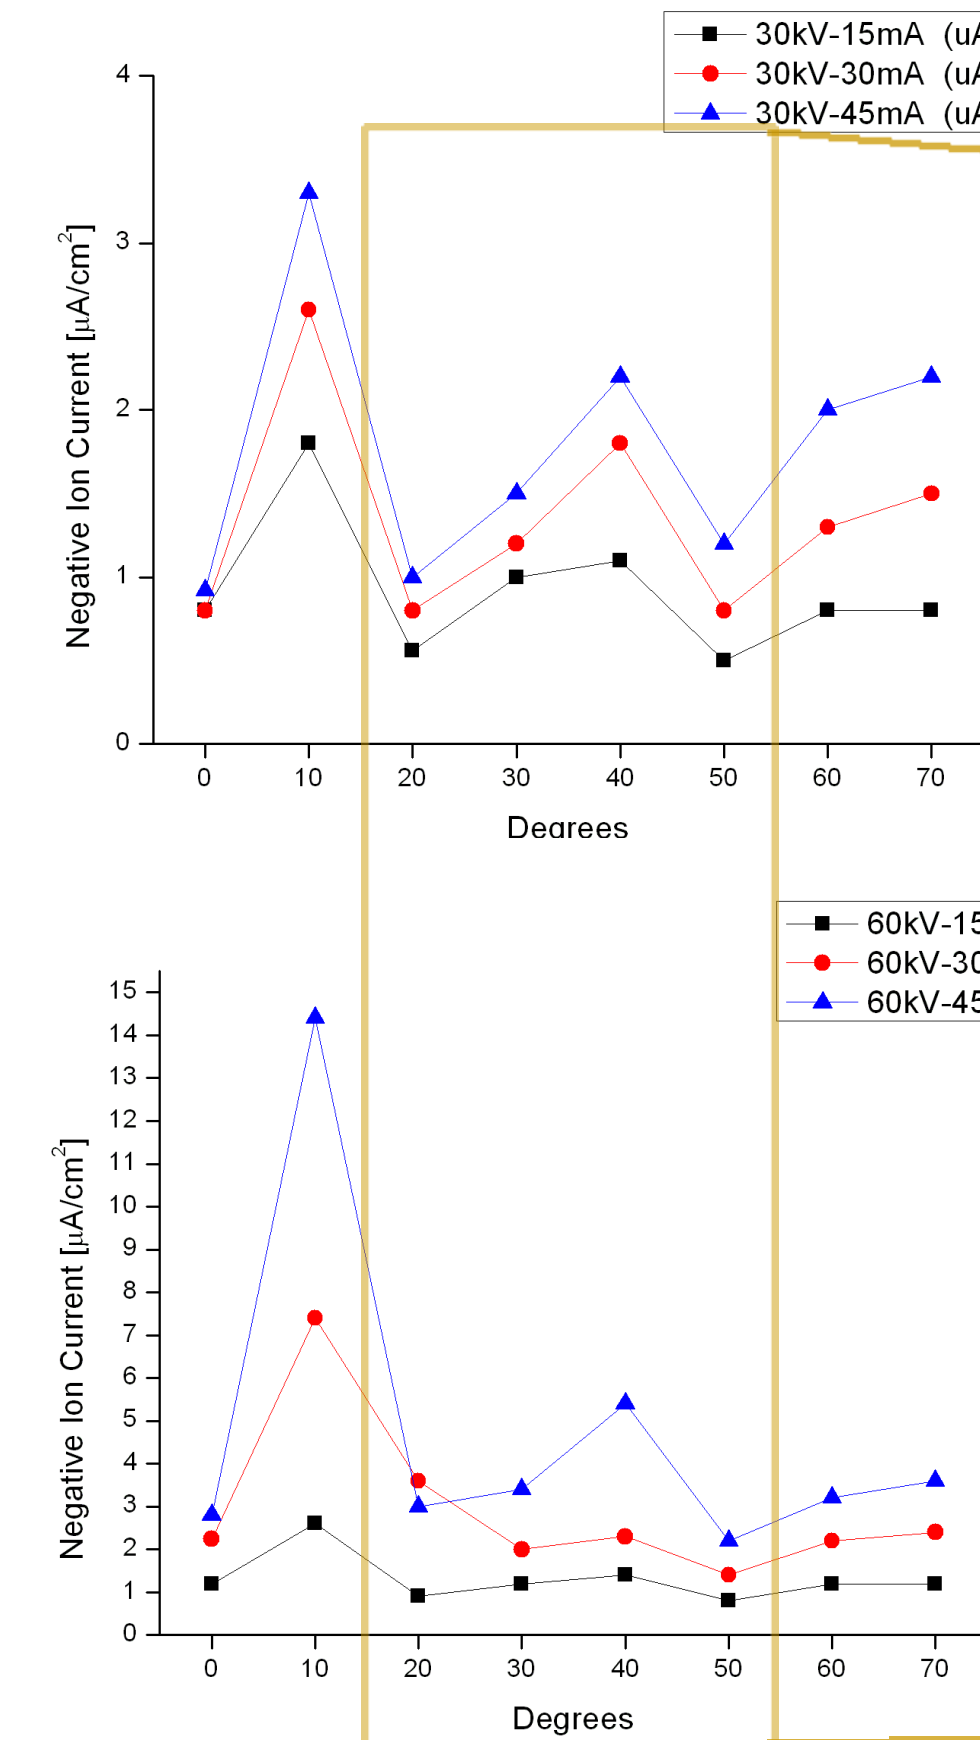 30kV-15mA (uA
30kV-30mA (uA
30kV-45mA (uA
4
3
2
1
0
Negative Ion Current [μA/cm²]
0 10 20 30 40 50 60 70
Degrees
60kV-15
60kV-30
60kV-45
15
14
13
12
11
10
9
8
7
6
5
4
3
2
1
0
Negative Ion Current [μA/cm²]
0 10 20 30 40 50 60 70
Degrees